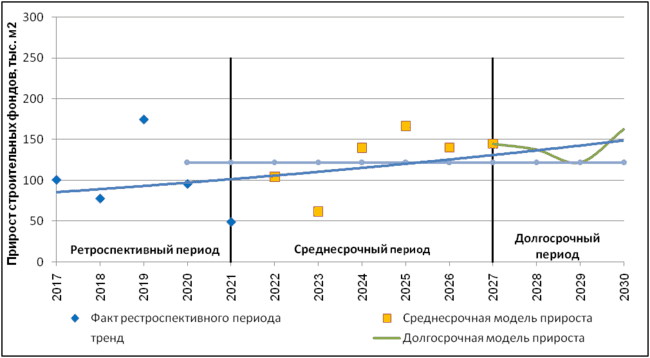 Прирост строительных фондов, тыс. м2
300
250
200
150
100
50
0
Ретроспективный период
Среднесрочный период
Долгосрочный
период
2017
2018
2019
2020
2021
2022
2023
2024
2025
2026
2027
2028
2029
2030
Факт рестроспективного периода
Среднесрочная модель прироста
тренд
Долгосрочная модель прироста